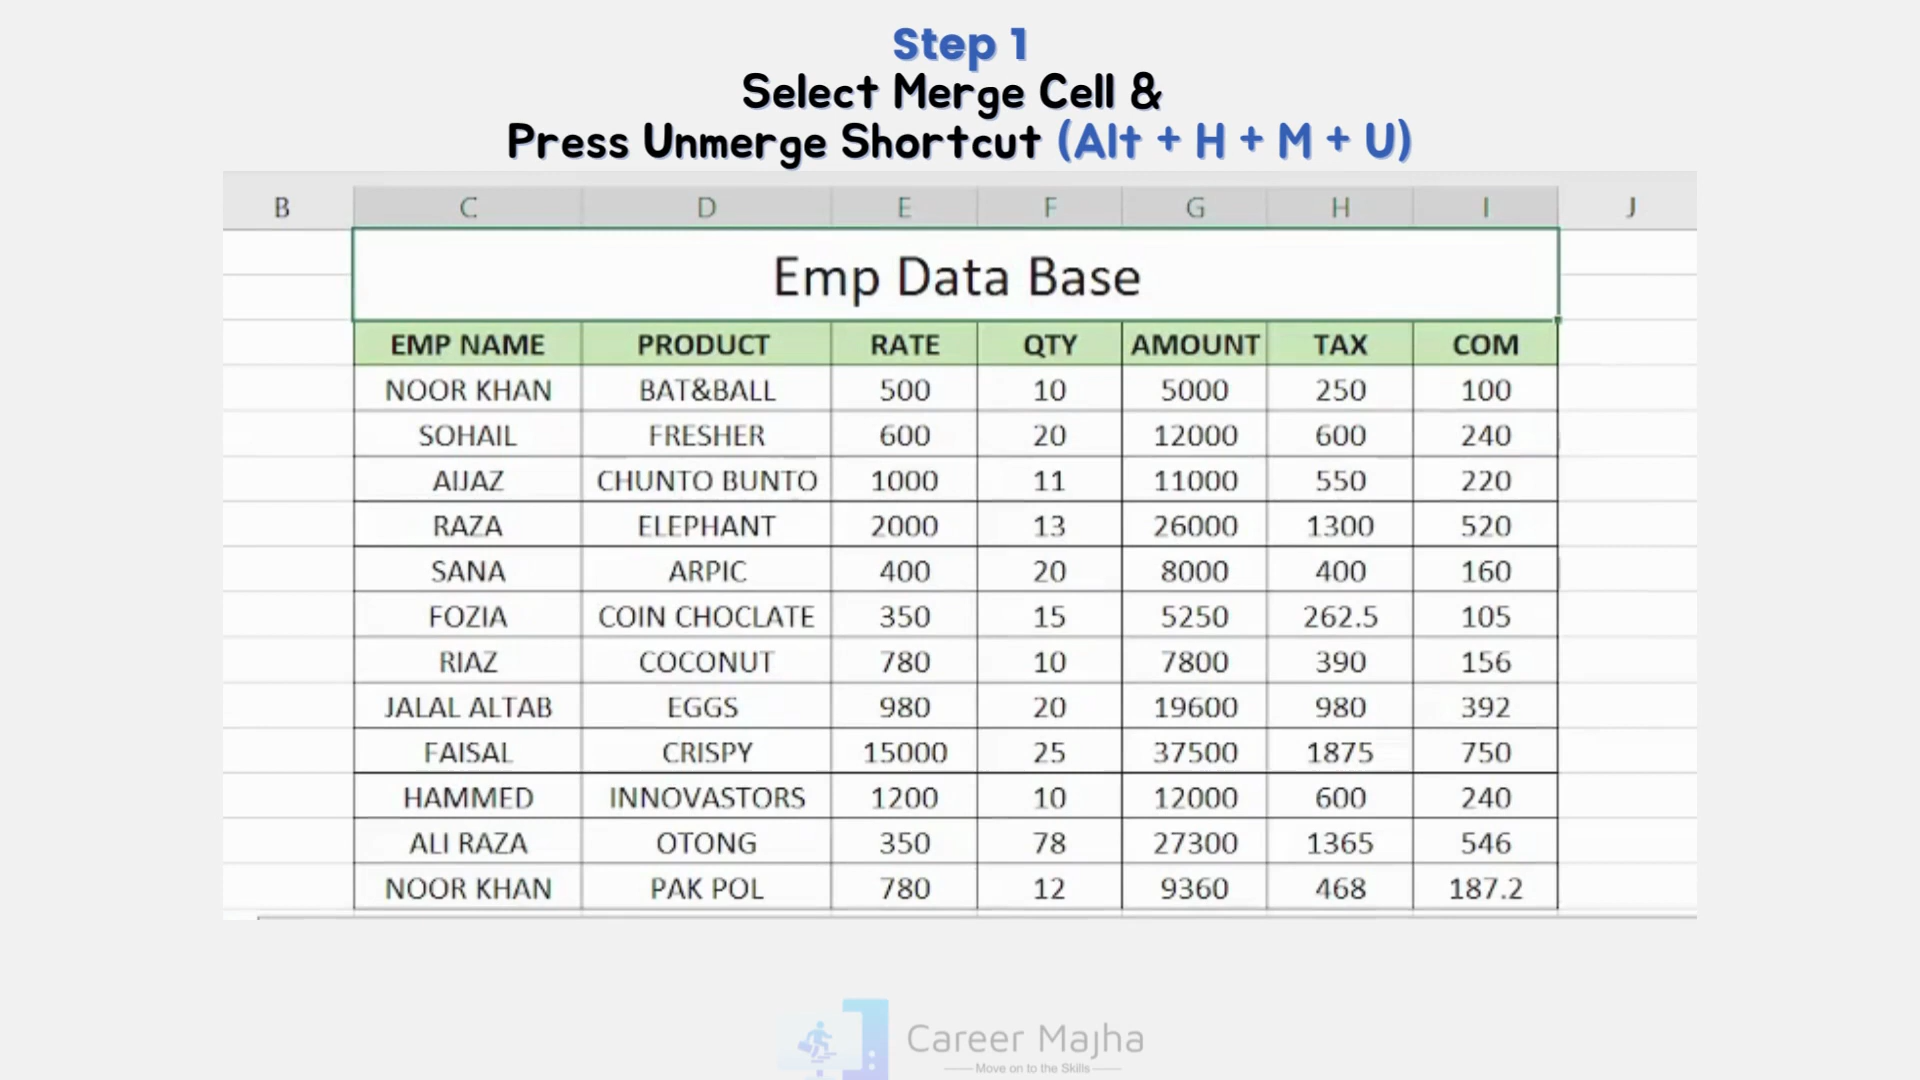 Step 1
Select Merge Cell &
Press Unmerge Shortcut (Alt + H + M + U)
B C D E F G H I J
Emp Data Base
EMP NAME PRODUCT RATE QTY AMOUNT TAX COM
NOOR KHAN BAT&BALL 500 10 5000 250 100
SOHAIL FRESHER 600 20 12000 600 240
AIJAZ CHUNTO BUNTO 1000 11 11000 550 220
RAZA ELEPHANT 2000 13 26000 1300 520
SANA ARPIC 400 20 8000 400 160
FOZIA COIN CHOCLATE 350 15 5250 262.5 105
RIAZ COCONUT 780 10 7800 390 156
JALAL ALTAB EGGS 980 20 19600 980 392
FAISAL CRISPY 15000 25 37500 1875 750
HAMMED INNOVASTORS 1200 10 12000 600 240
ALI RAZA OTONG 350 78 27300 1365 546
NOOR KHAN PAK POL 780 12 9360 468 187.2
Career Majha
Move on to the Skills